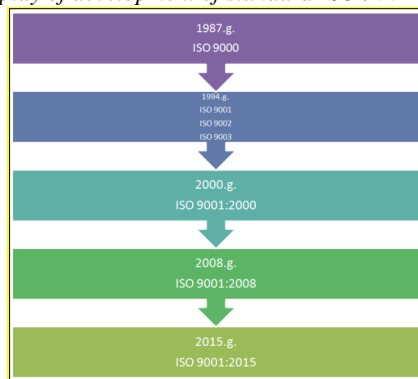 1987.g.
ISO 9000
1994.g.
ISO 9001
ISO 9002
ISO 9003
2000.g.
ISO 9001:2000
2008.g.
ISO 9001:2008
2015.g.
ISO 9001:2015